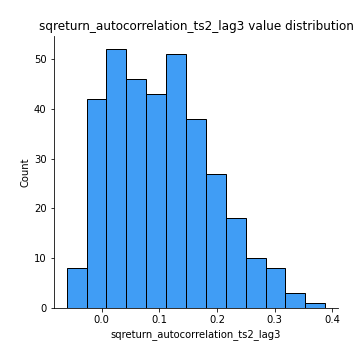 sqreturn_autocorrelation_ts2_lag3 value distribution
50
40
30
20
10
0
Count
0.0 0.1 0.2 0.3 0.4
sqreturn_autocorrelation_ts2_lag3